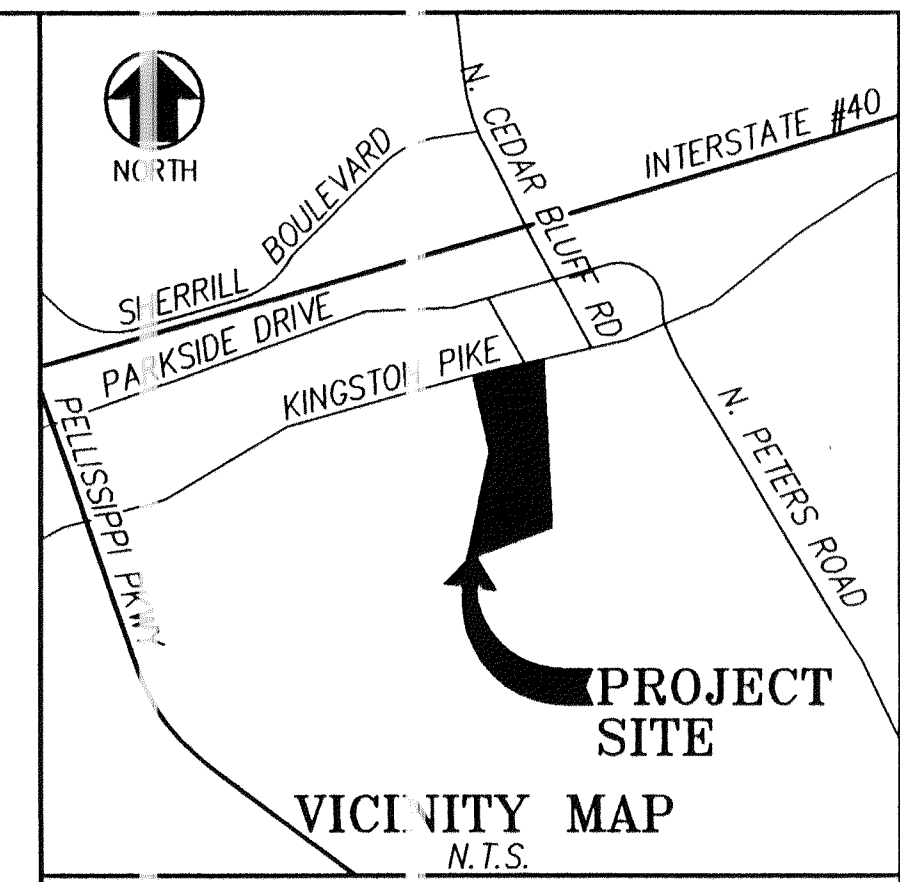 NORTH
N. CEDAR BLUFF RD
INTERSTATE #40
SHERRILL BOULEVARD
PARKSIDE DRIVE
KINGSTON PIKE
PELLISSIPPI PKWY
N. PETERS ROAD
PROJECT
SITE
VICINITY MAP
N.T.S.